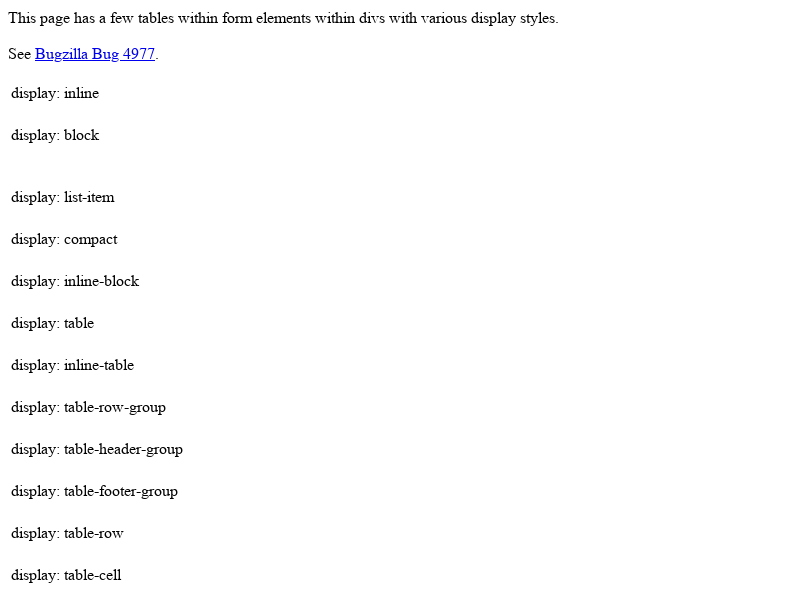 This page has a few tables within form elements within divs with various display styles.
See Bugzilla Bug 4977.
display: inline
display: block
display: list-item
display: compact
display: inline-block
display: table
display: inline-table
display: table-row-group
display: table-header-group
display: table-footer-group
display: table-row
display: table-cell